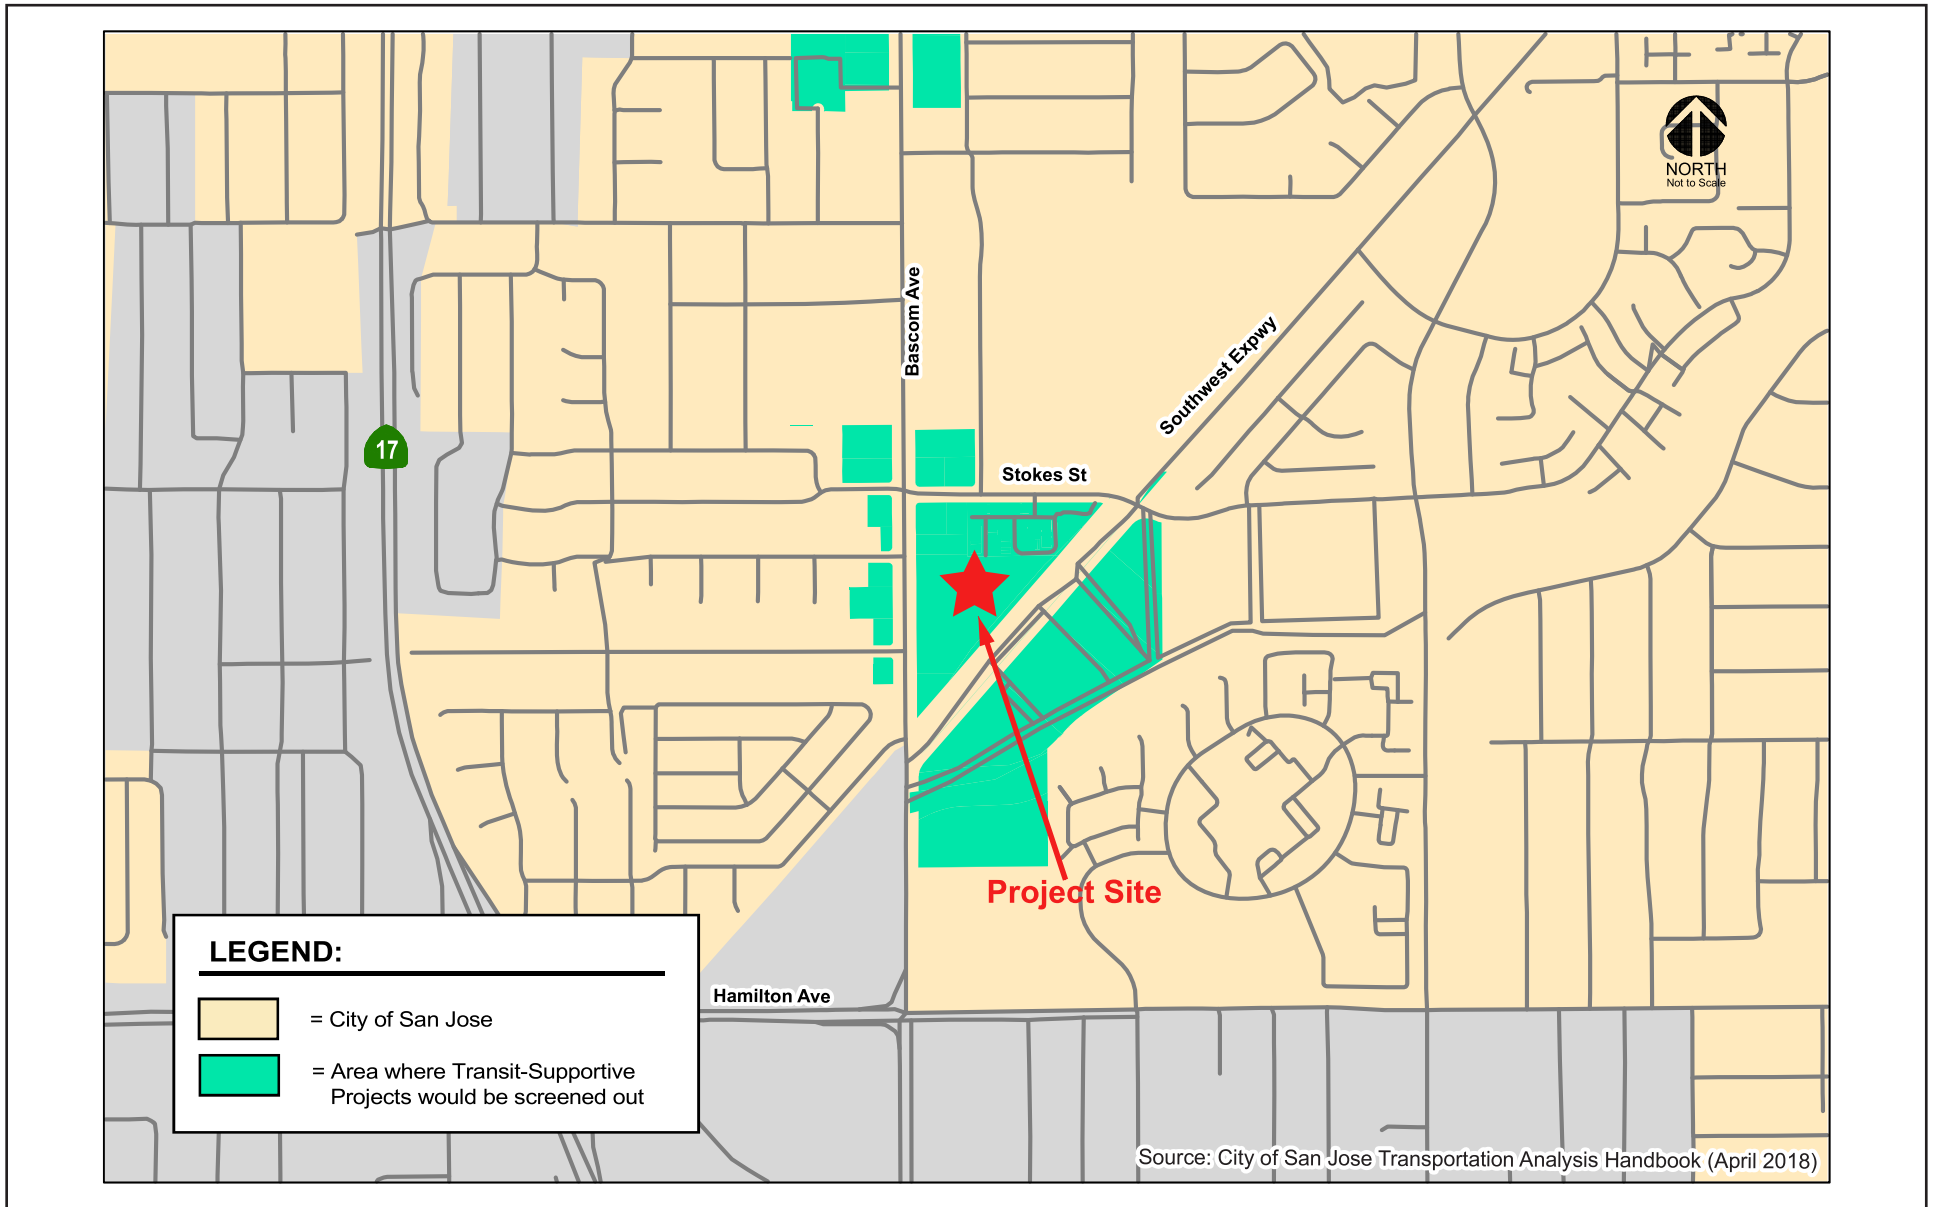 NORTH
Not to Scale
Bascom Ave
Southwest Expwy
17
Stokes St
Project Site
LEGEND:
= City of San Jose
= Area where Transit-Supportive
Projects would be screened out
Hamilton Ave
Source: City of San Jose Transportation Analysis Handbook (April 2018)